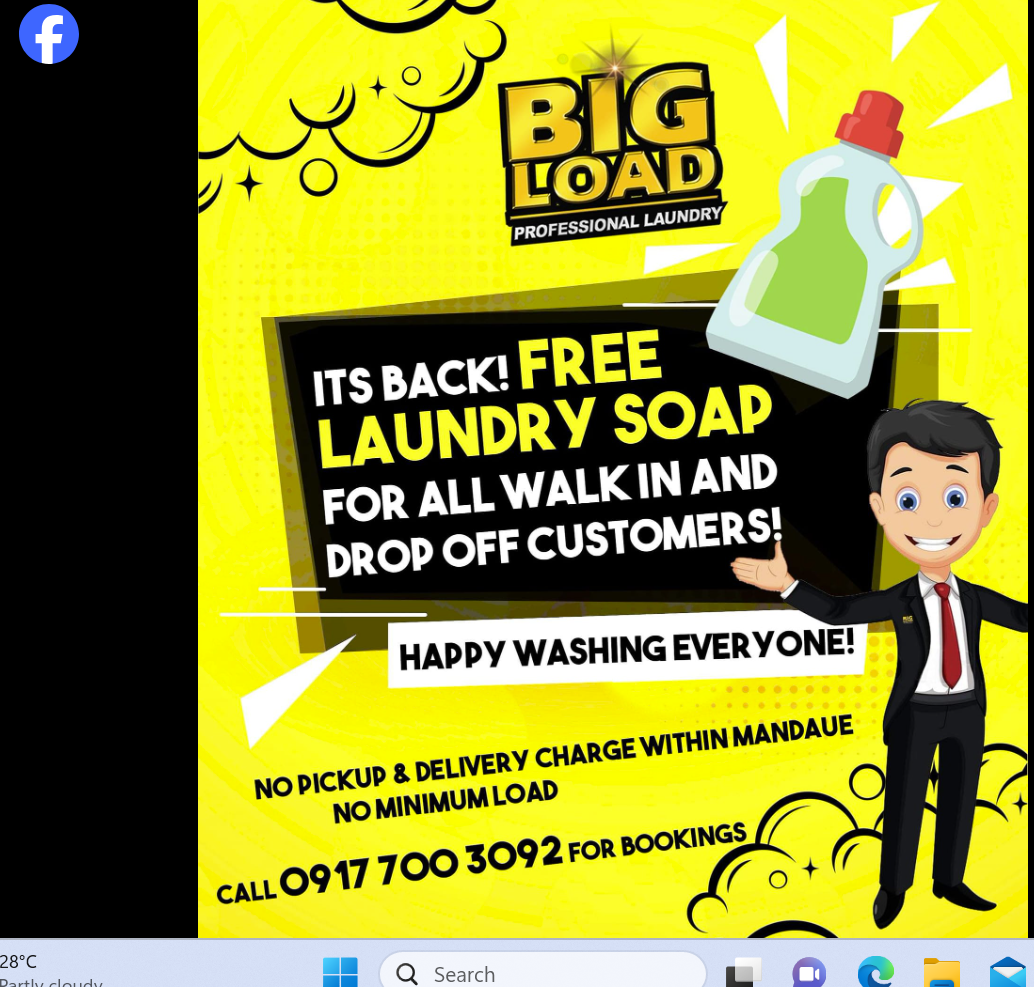 BIG
LOAD
PROFESSIONAL LAUNDRY
ITS BACK! FREE
LAUNDRY SOAP
FOR ALL WALK IN AND
DROP OFF CUSTOMERS!
HAPPY WASHING EVERYONE!
NO PICKUP & DELIVERY CHARGE WITHIN MANDAUE
NO MINIMUM LOAD
CALL 0917 700 3092 FOR BOOKINGS
28°C
Partly cloudy
Search